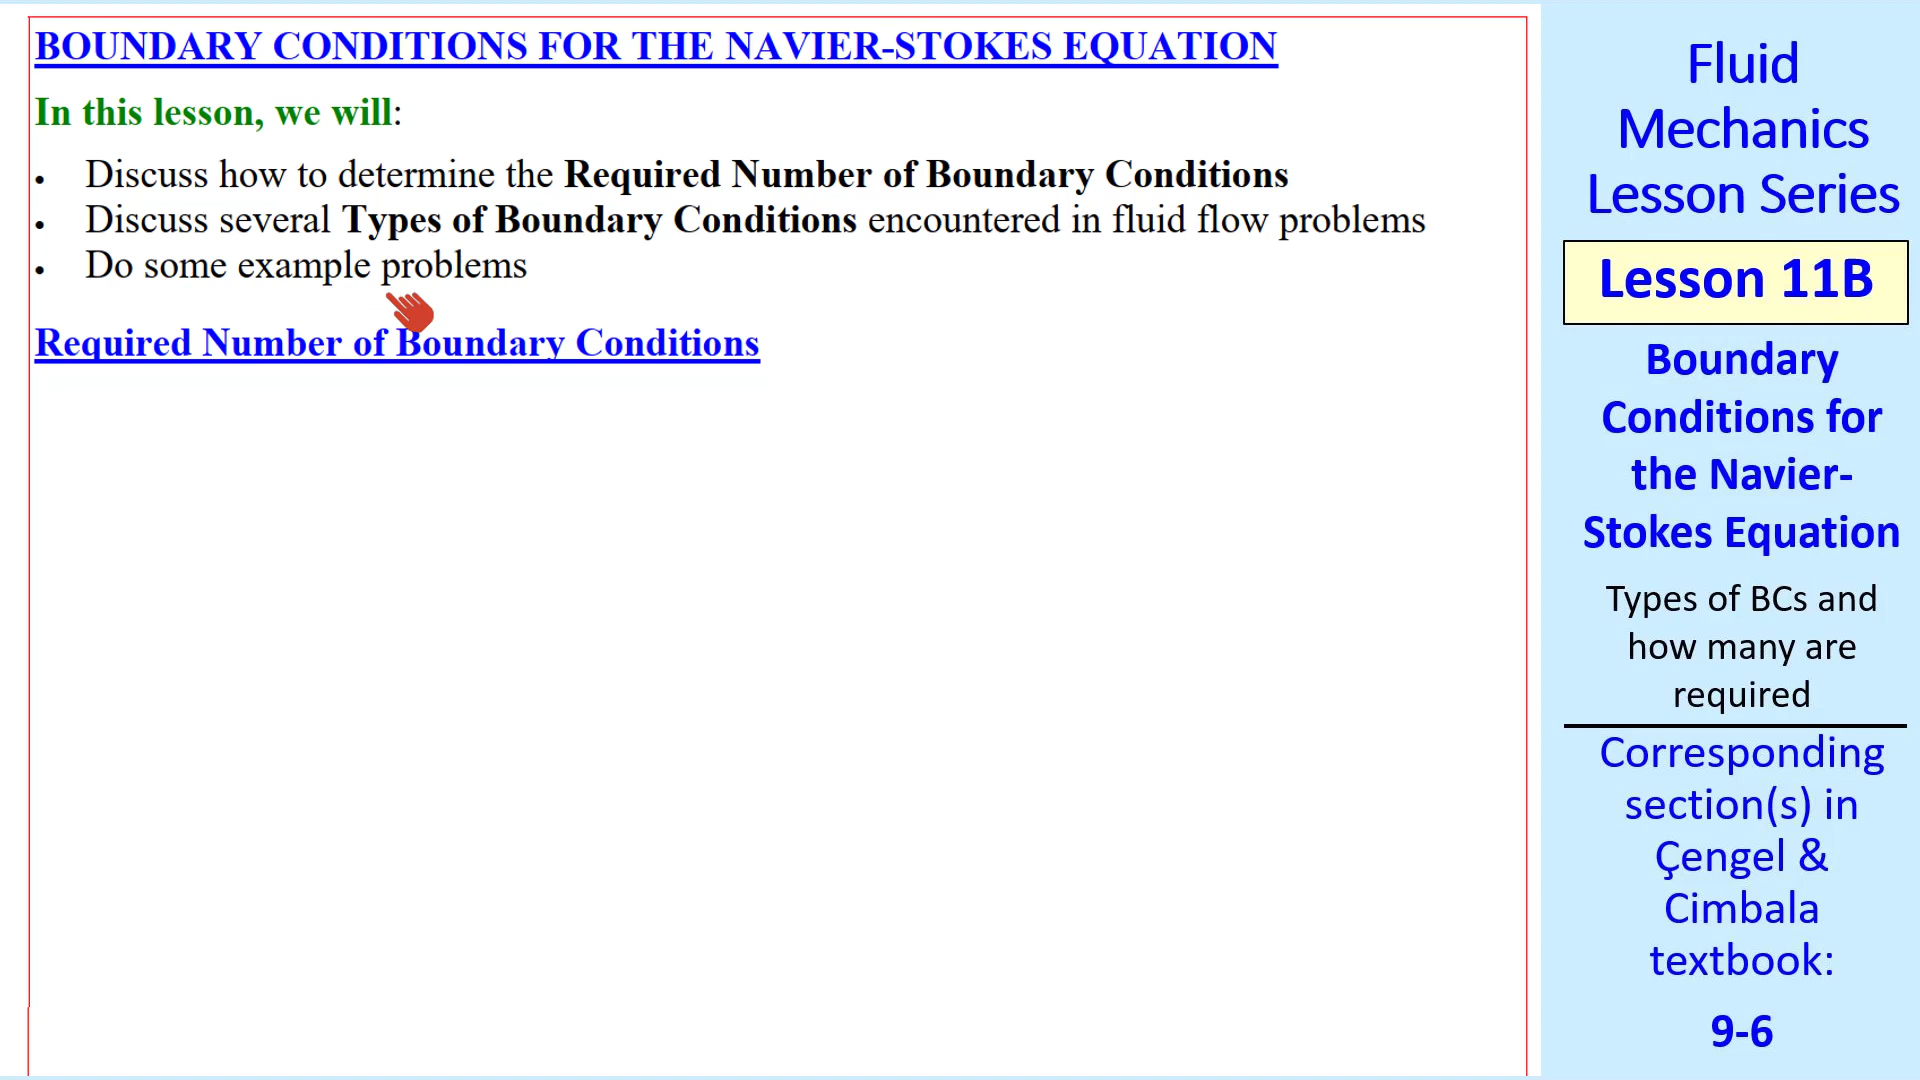 BOUNDARY CONDITIONS FOR THE NAVIER-STOKES EQUATION
In this lesson, we will:
• Discuss how to determine the Required Number of Boundary Conditions
• Discuss several Types of Boundary Conditions encountered in fluid flow problems
• Do some example problems
Required Number of Boundary Conditions
Fluid
Mechanics
Lesson Series
Lesson 11B
Boundary
Conditions for
the Navier-
Stokes Equation
Types of BCs and
how many are
required
Corresponding
section(s) in
Çengel &
Cimbala
textbook:
9-6